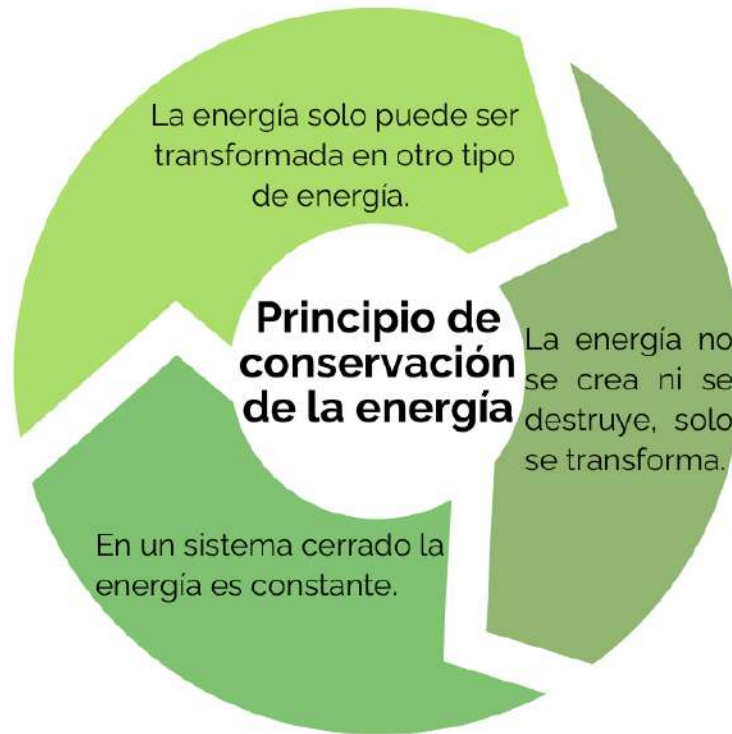 La energía solo puede ser
transformada en otro tipo
de energía.
Principio de
conservación
de la energía
La energía no
se crea ni se
destruye, solo
se transforma.
En un sistema cerrado la
energía es constante.